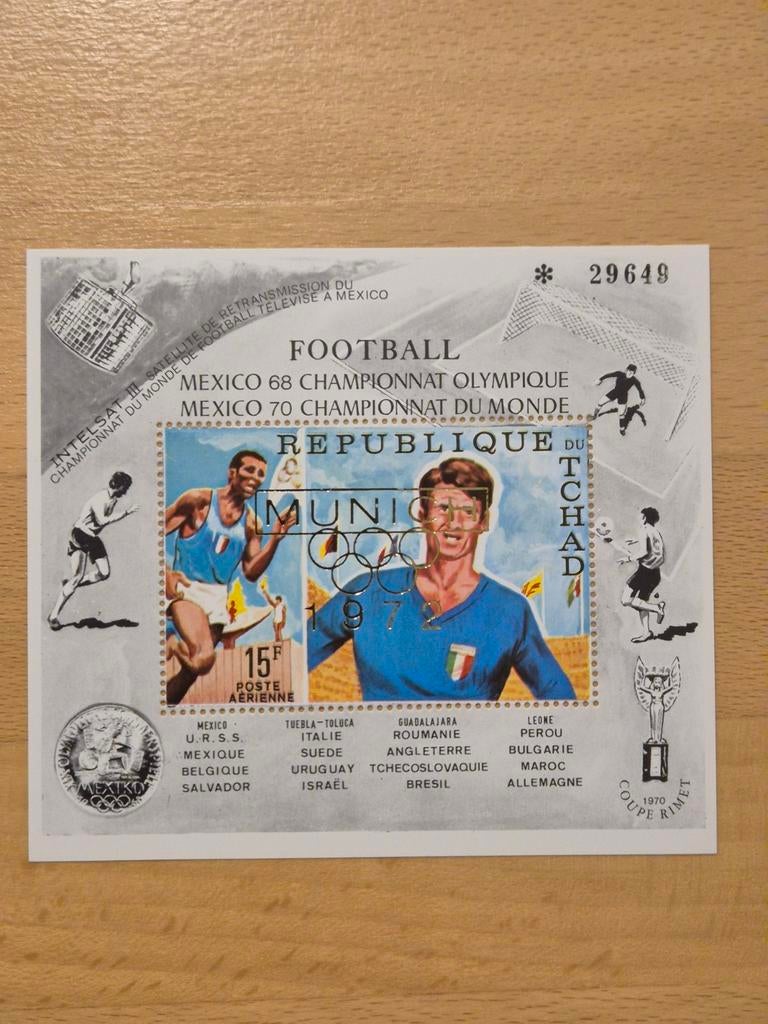 * 29649
INTELSAT III SATELLITE DE RETRANSMISSION DU
CHAMPIONNAT DU MONDE DE FOOTBALL TELEVISE A MEXICO
FOOTBALL
MEXICO 68 CHAMPIONNAT OLYMPIQUE
MEXICO 70 CHAMPIONNAT DU MONDE
REPUBLIQUE DU TCHAD
MUNICH
1972
15F
POSTE
AÉRIENNE
MEXICO
U.R.S.S.
MEXIQUE
BELGIQUE
SALVADOR
TUEBLA-TOLUCA
ITALIE
SUEDE
URUGUAY
ISRAËL
GUADALAJARA
ROUMANIE
ANGLETERRE
TCHECOSLOVAQUIE
BRESIL
LEONE
PEROU
BULGARIE
MAROC
ALLEMAGNE
MEXICO
1970
COUPE RIMET